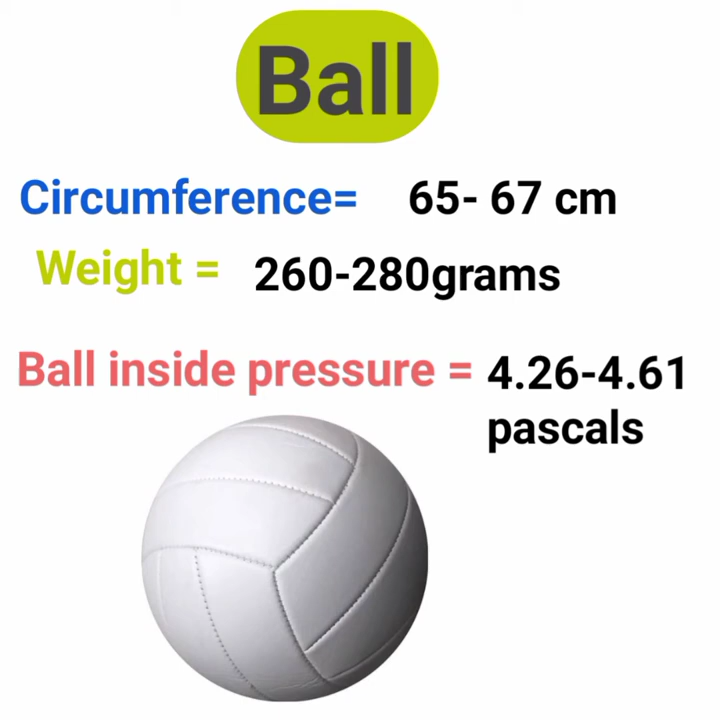 Ball
Circumference= 65- 67 cm
Weight = 260-280grams
Ball inside pressure = 4.26-4.61
pascals